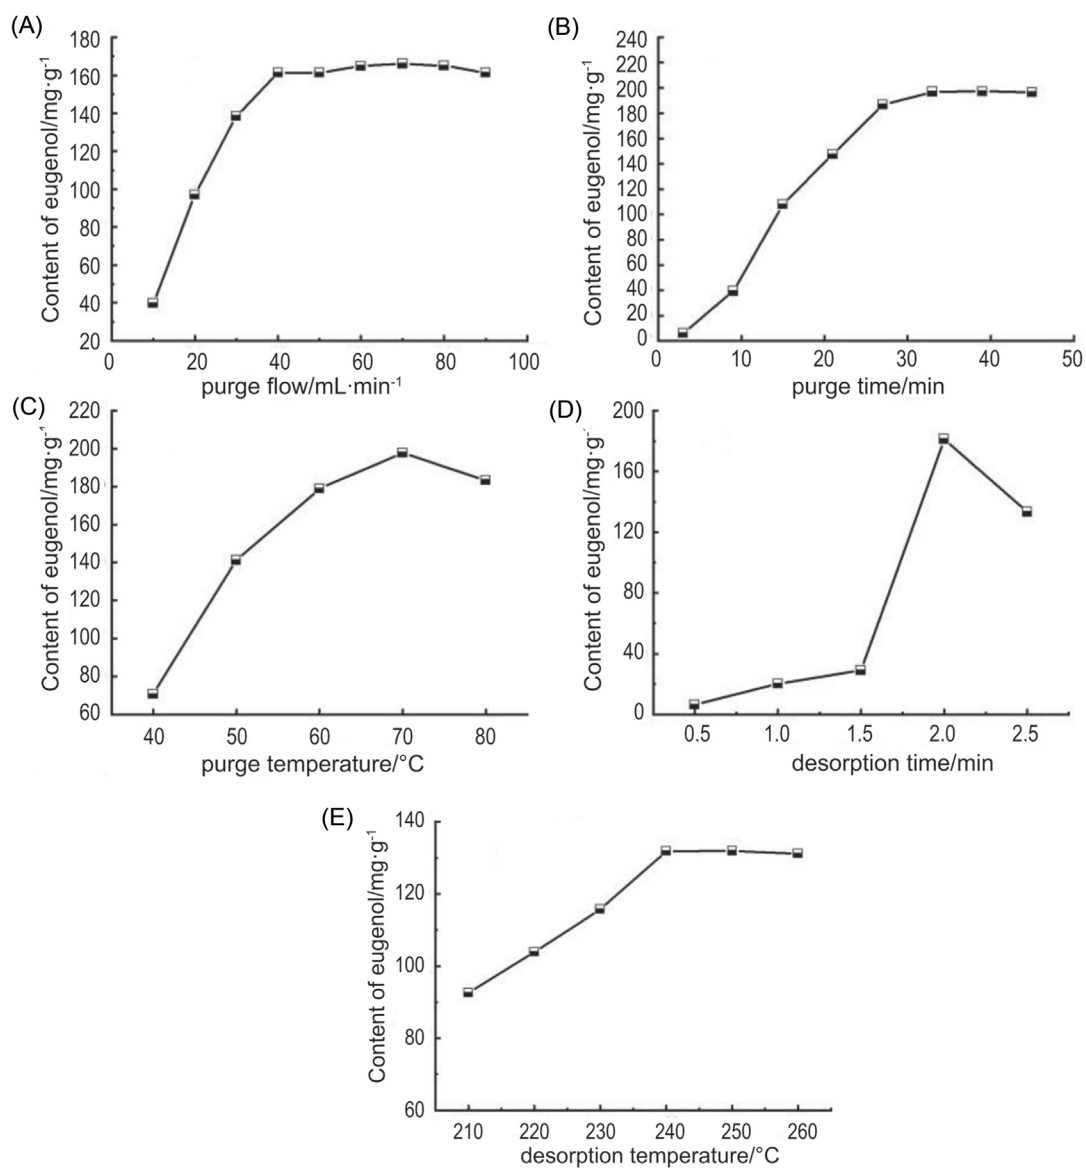 (A)
Content of eugenol/mg·g-1
180
160
140
120
100
80
60
40
20
0 20 40 60 80 100
purge flow/mL·min-1
(B)
Content of eugenol/mg·g-1
240
220
200
180
160
140
120
100
80
60
40
20
0
0 10 20 30 40 50
purge time/min
(C)
Content of eugenol/mg·g-1
220
200
180
160
140
120
100
80
60
40 50 60 70 80
purge temperature/°C
(D)
Content of eugenol/mg·g-
200
160
120
80
40
0
0.5 1.0 1.5 2.0 2.5
desorption time/min
(E)
Content of eugenol/mg·g-1
140
120
100
80
60
210 220 230 240 250 260
desorption temperature/°C